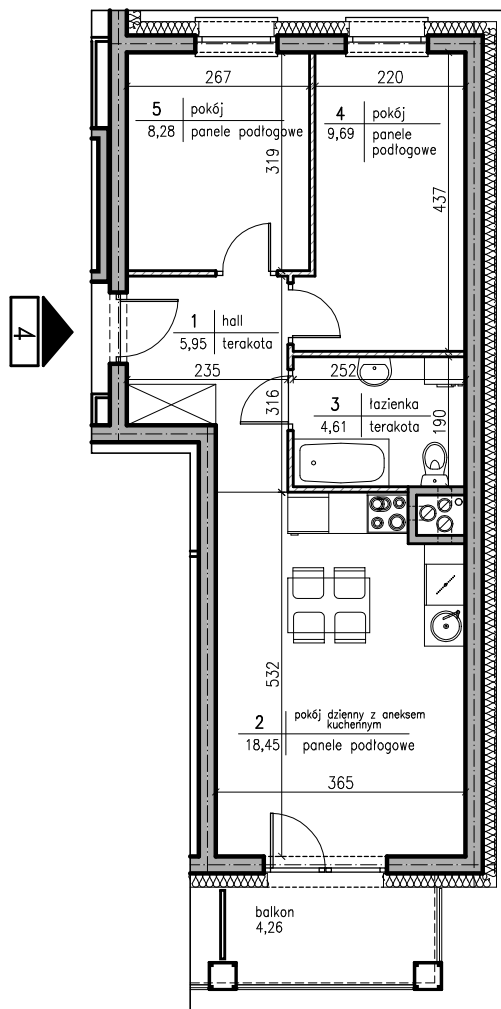 267
220
5 pokój
8,28 panele podłogowe
4 pokój
9,69 panele
podłogowe
319
437
4
1 hall
5,95 terakota
235
252
316
3 łazienka
4,61 terakota
190
532
2 pokój dzienny z aneksem
kuchennym
18,45 panele podłogowe
365
balkon
4,26